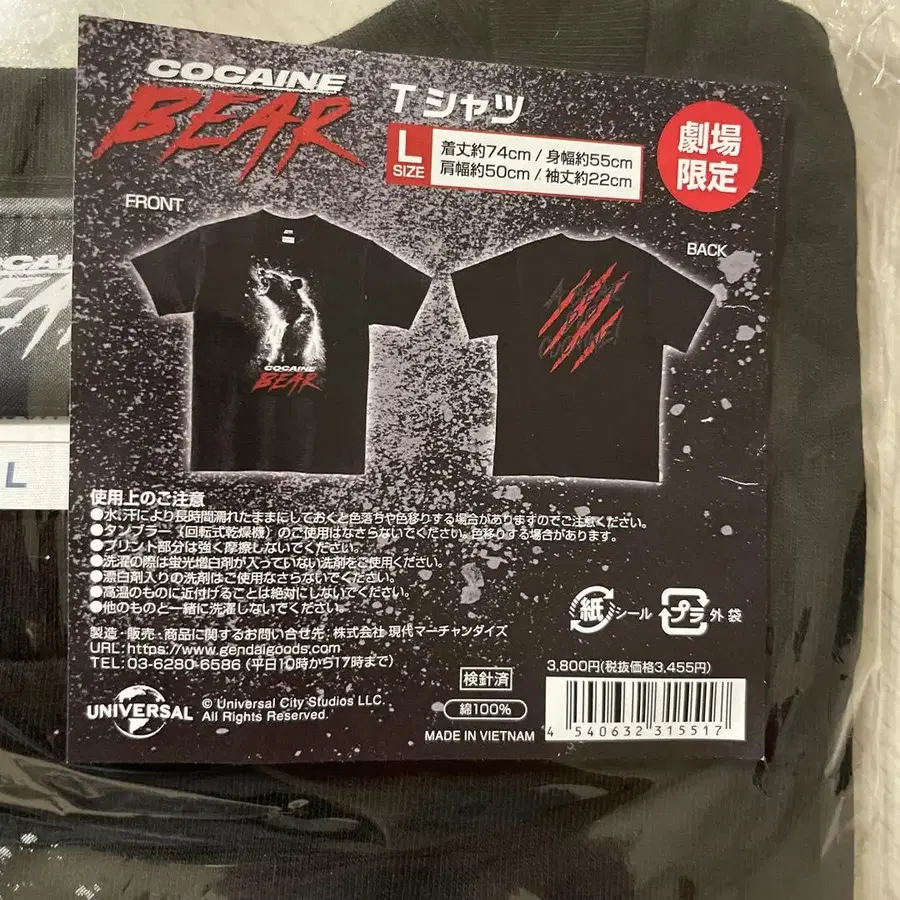 COCAINE
BEAR
Tシャツ
L
SIZE
着丈約74cm / 身幅約55cm
肩幅約50cm / 袖丈約22cm
劇場
限定
FRONT
BACK
COCAINE
BEAR
使用上のご注意
●水、汗により長時間濡れたままにしておくと色落ちや色移りする場合がありますのでご注意ください。
●タンブラー(回転式乾燥機)のご使用はなさらないでください。色移りする場合があります。
●プリント部分は強く摩擦しないでください。
●洗濯の際は蛍光増白剤が入っていない洗剤をご使用ください。
●漂白剤入りの洗剤はご使用なさらないでください。
●高温のものに近付けることは絶対にしないでください。
●他のものと一緒に洗濯しないでください。
製造・販売・商品に関するお問い合せ先:株式会社 現代マーチャンダイズ
URL: https://www.gendaigoods.com
TEL: 03-6280-6586 (平日10時から17時まで)
UNIVERSAL
© Universal City Studios LLC.
All Rights Reserved.
紙 シール
プラ 外袋
3,800円(税抜価格3,455円)
検針済
綿100%
MADE IN VIETNAM
4 540632 315517
L